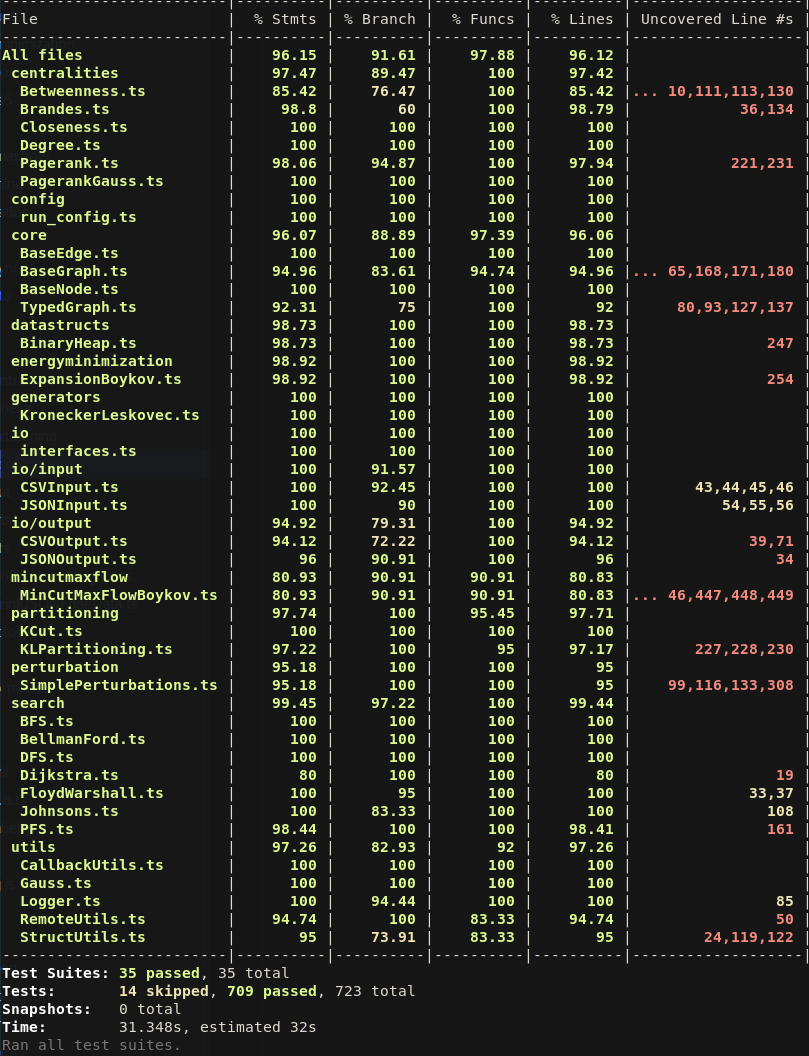 File | % Stmts | % Branch | % Funcs | % Lines | Uncovered Line #s
All files | 96.15 | 91.61 | 97.88 | 96.12 |
centralities | 97.47 | 89.47 | 100 | 97.42 |
Betweenness.ts | 85.42 | 76.47 | 100 | 85.42 |... 10,111,113,130
Brandes.ts | 98.8 | 60 | 100 | 98.79 | 36,134
Closeness.ts | 100 | 100 | 100 | 100 |
Degree.ts | 100 | 100 | 100 | 100 |
Pagerank.ts | 98.06 | 94.87 | 100 | 97.94 | 221,231
PagerankGauss.ts | 100 | 100 | 100 | 100 |
config | 100 | 100 | 100 | 100 |
run_config.ts | 100 | 100 | 100 | 100 |
core | 96.07 | 88.89 | 97.39 | 96.06 |
BaseEdge.ts | 100 | 100 | 100 | 100 |
BaseGraph.ts | 94.96 | 83.61 | 94.74 | 94.96 |... 65,168,171,180
BaseNode.ts | 100 | 100 | 100 | 100 |
TypedGraph.ts | 92.31 | 75 | 100 | 92 | 80,93,127,137
datastructs | 98.73 | 100 | 100 | 98.73 |
BinaryHeap.ts | 98.73 | 100 | 100 | 98.73 | 247
energyminimization | 98.92 | 100 | 100 | 98.92 |
ExpansionBoykov.ts | 98.92 | 100 | 100 | 98.92 | 254
generators | 100 | 100 | 100 | 100 |
KroneckerLeskovec.ts | 100 | 100 | 100 | 100 |
io | 100 | 100 | 100 | 100 |
interfaces.ts | 100 | 100 | 100 | 100 |
io/input | 100 | 91.57 | 100 | 100 |
CSVInput.ts | 100 | 92.45 | 100 | 100 | 43,44,45,46
JSONInput.ts | 100 | 90 | 100 | 100 | 54,55,56
io/output | 94.92 | 79.31 | 100 | 94.92 |
CSVOutput.ts | 94.12 | 72.22 | 100 | 94.12 | 39,71
JSONOutput.ts | 96 | 90.91 | 100 | 96 | 34
mincutmaxflow | 80.93 | 90.91 | 90.91 | 80.83 |
MinCutMaxFlowBoykov.ts | 80.93 | 90.91 | 90.91 | 80.83 |... 46,447,448,449
partitioning | 97.74 | 100 | 95.45 | 97.71 |
KCut.ts | 100 | 100 | 100 | 100 |
KLPartitioning.ts | 97.22 | 100 | 95 | 97.17 | 227,228,230
perturbation | 95.18 | 100 | 100 | 95 |
SimplePerturbations.ts | 95.18 | 100 | 100 | 95 | 99,116,133,308
search | 99.45 | 97.22 | 100 | 99.44 |
BFS.ts | 100 | 100 | 100 | 100 |
BellmanFord.ts | 100 | 100 | 100 | 100 |
DFS.ts | 100 | 100 | 100 | 100 |
Dijkstra.ts | 80 | 100 | 100 | 80 | 19
FloydWarshall.ts | 100 | 95 | 100 | 100 | 33,37
Johnsons.ts | 100 | 83.33 | 100 | 100 | 108
PFS.ts | 98.44 | 100 | 100 | 98.41 | 161
utils | 97.26 | 82.93 | 92 | 97.26 |
CallbackUtils.ts | 100 | 100 | 100 | 100 |
Gauss.ts | 100 | 100 | 100 | 100 |
Logger.ts | 100 | 94.44 | 100 | 100 | 85
RemoteUtils.ts | 94.74 | 100 | 83.33 | 94.74 | 50
StructUtils.ts | 95 | 73.91 | 83.33 | 95 | 24,119,122
Test Suites: 35 passed, 35 total
Tests: 14 skipped, 709 passed, 723 total
Snapshots: 0 total
Time: 31.348s, estimated 32s
Ran all test suites.